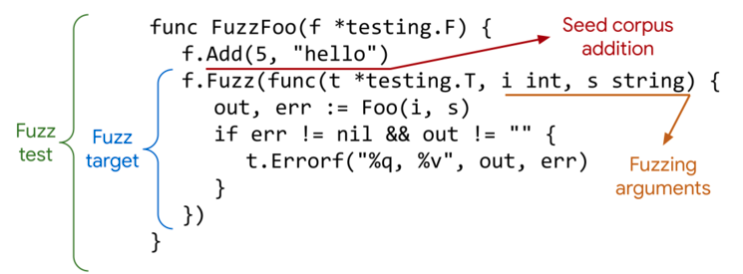 func FuzzFoo(f *testing.F) {
f.Add(5, "hello")
f.Fuzz(func(t *testing.T, i int, s string) {
out, err := Foo(i, s)
if err != nil && out != "" {
t.Errorf("%q, %v", out, err)
}
})
}
Seed corpus
addition
Fuzz
test
Fuzz
target
Fuzzing
arguments